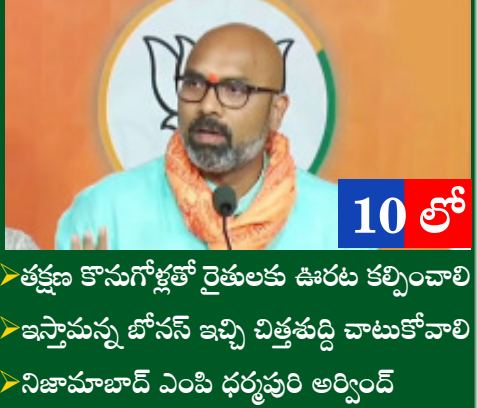 10 లో
తక్షణ కొనుగోళ్లతో రైతులకు ఊరట కల్పించాలి
ఇస్తామన్న బోనస్ ఇచ్చి చిత్తశుద్ది చాటుకోవాలి
నిజామాబాద్ ఎంపి ధర్మపురి అర్వింద్